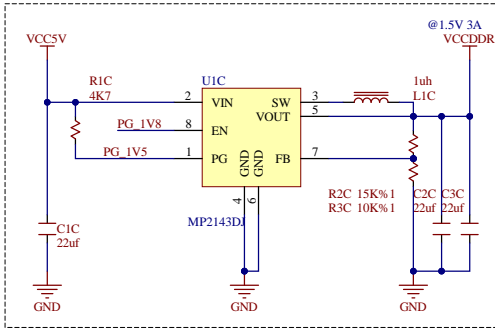 @1.5V 3A
VCC5V
VCCDDR
R1C
4K7
U1C
1uh
L1C
2
VIN
SW
3
VOUT
5
PG_1V8
8
EN
PG_1V5
1
PG
FB
7
GND
GND
4
6
MP2143DJ
R2C 15K%1
R3C 10K%1
C2C
22uf
C3C
22uf
C1C
22uf
GND
GND
GND